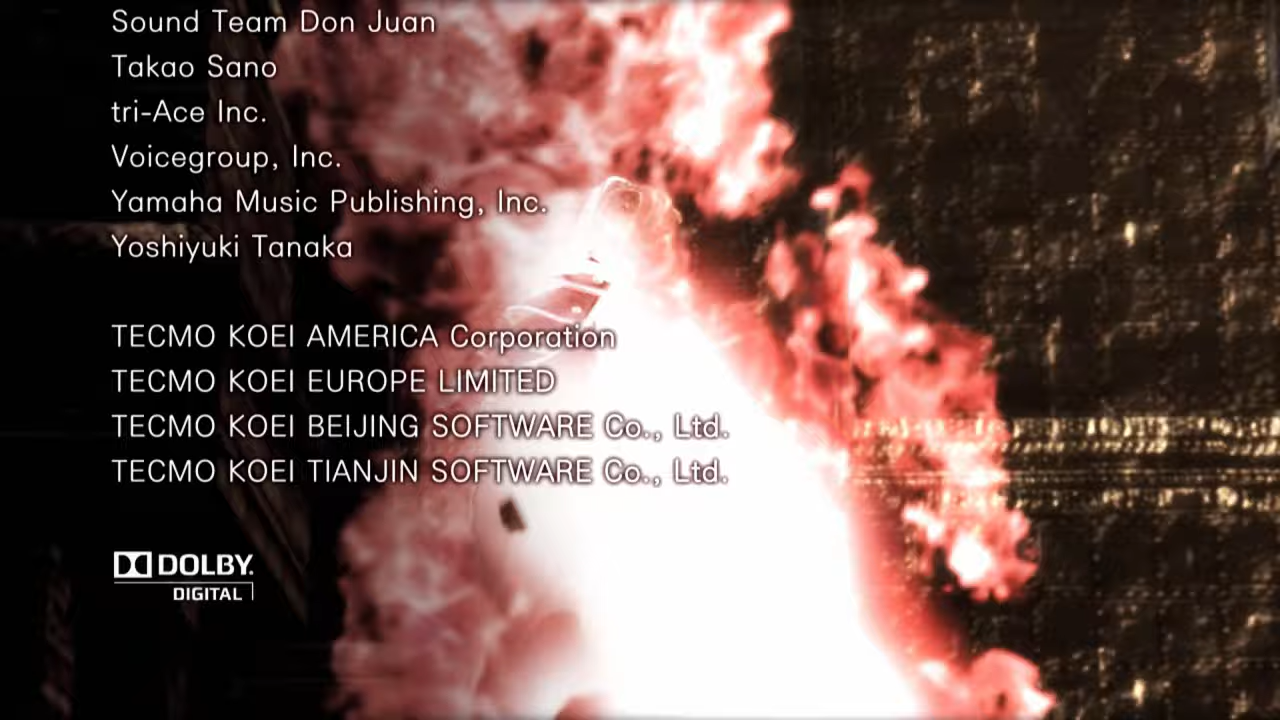 Sound Team Don Juan
Takao Sano
tri-Ace Inc.
Voicegroup, Inc.
Yamaha Music Publishing, Inc.
Yoshiyuki Tanaka
TECMO KOEI AMERICA Corporation
TECMO KOEI EUROPE LIMITED
TECMO KOEI BEIJING SOFTWARE Co., Ltd.
TECMO KOEI TIANJIN SOFTWARE Co., Ltd.
DOLBY.
DIGITAL